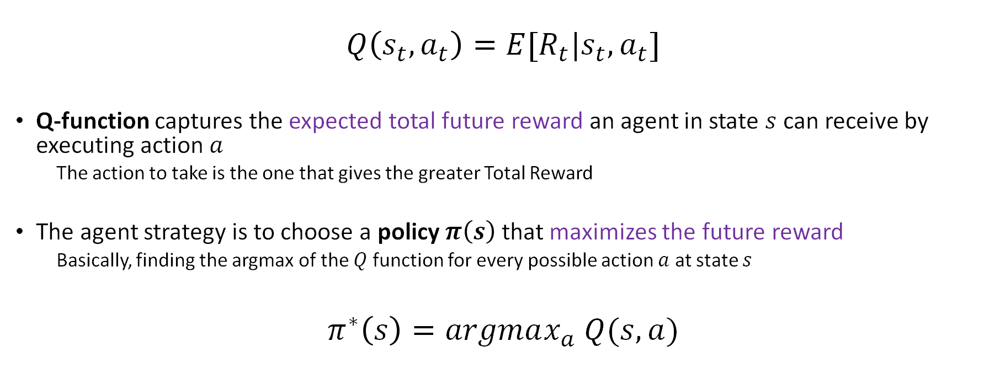 Q(s_t, a_t) = E[R_t|s_t, a_t]
• Q-function captures the expected total future reward an agent in state s can receive by
executing action a
The action to take is the one that gives the greater Total Reward
• The agent strategy is to choose a policy π(s) that maximizes the future reward
Basically, finding the argmax of the Q function for every possible action a at state s
π*(s) = argmax_a Q(s, a)